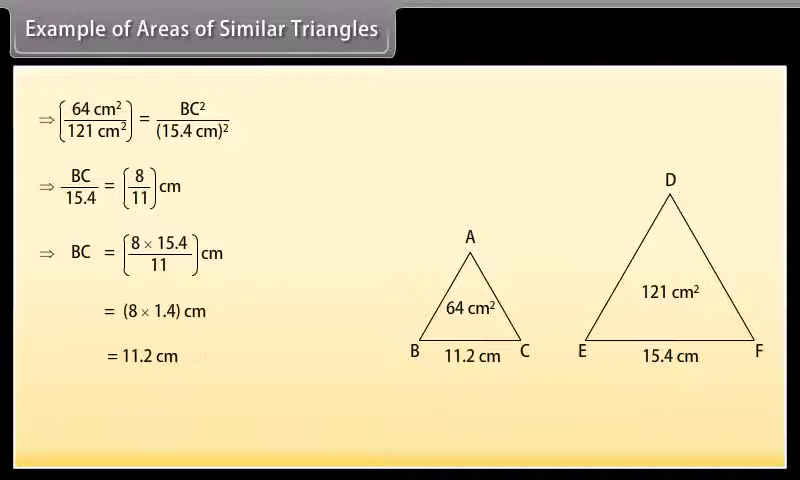 Example of Areas of Similar Triangles
⇒ (64 cm² / 121 cm²) = BC² / (15.4 cm)²
⇒ BC / 15.4 = (8 / 11) cm
⇒ BC = (8 × 15.4 / 11) cm
= (8 × 1.4) cm
= 11.2 cm
A
64 cm²
B 11.2 cm C
D
121 cm²
E 15.4 cm F